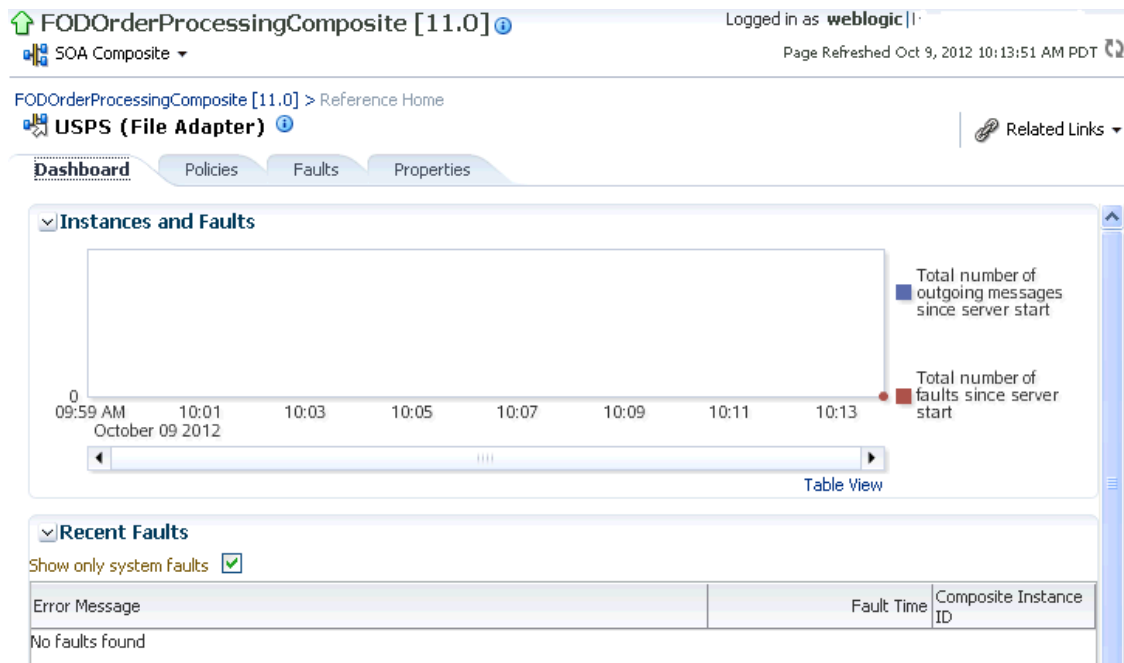 FODOrderProcessingComposite [11.0]
Logged in as weblogic
SOA Composite
Page Refreshed Oct 9, 2012 10:13:51 AM PDT
FODOrderProcessingComposite [11.0] > Reference Home
USPS (File Adapter)
Related Links
Dashboard
Policies
Faults
Properties
Instances and Faults
Total number of
outgoing messages
since server start
Total number of
faults since server
start
0
09:59 AM 10:01 10:03 10:05 10:07 10:09 10:11 10:13
October 09 2012
Table View
Recent Faults
Show only system faults
Error Message
Fault Time
Composite Instance
ID
No faults found